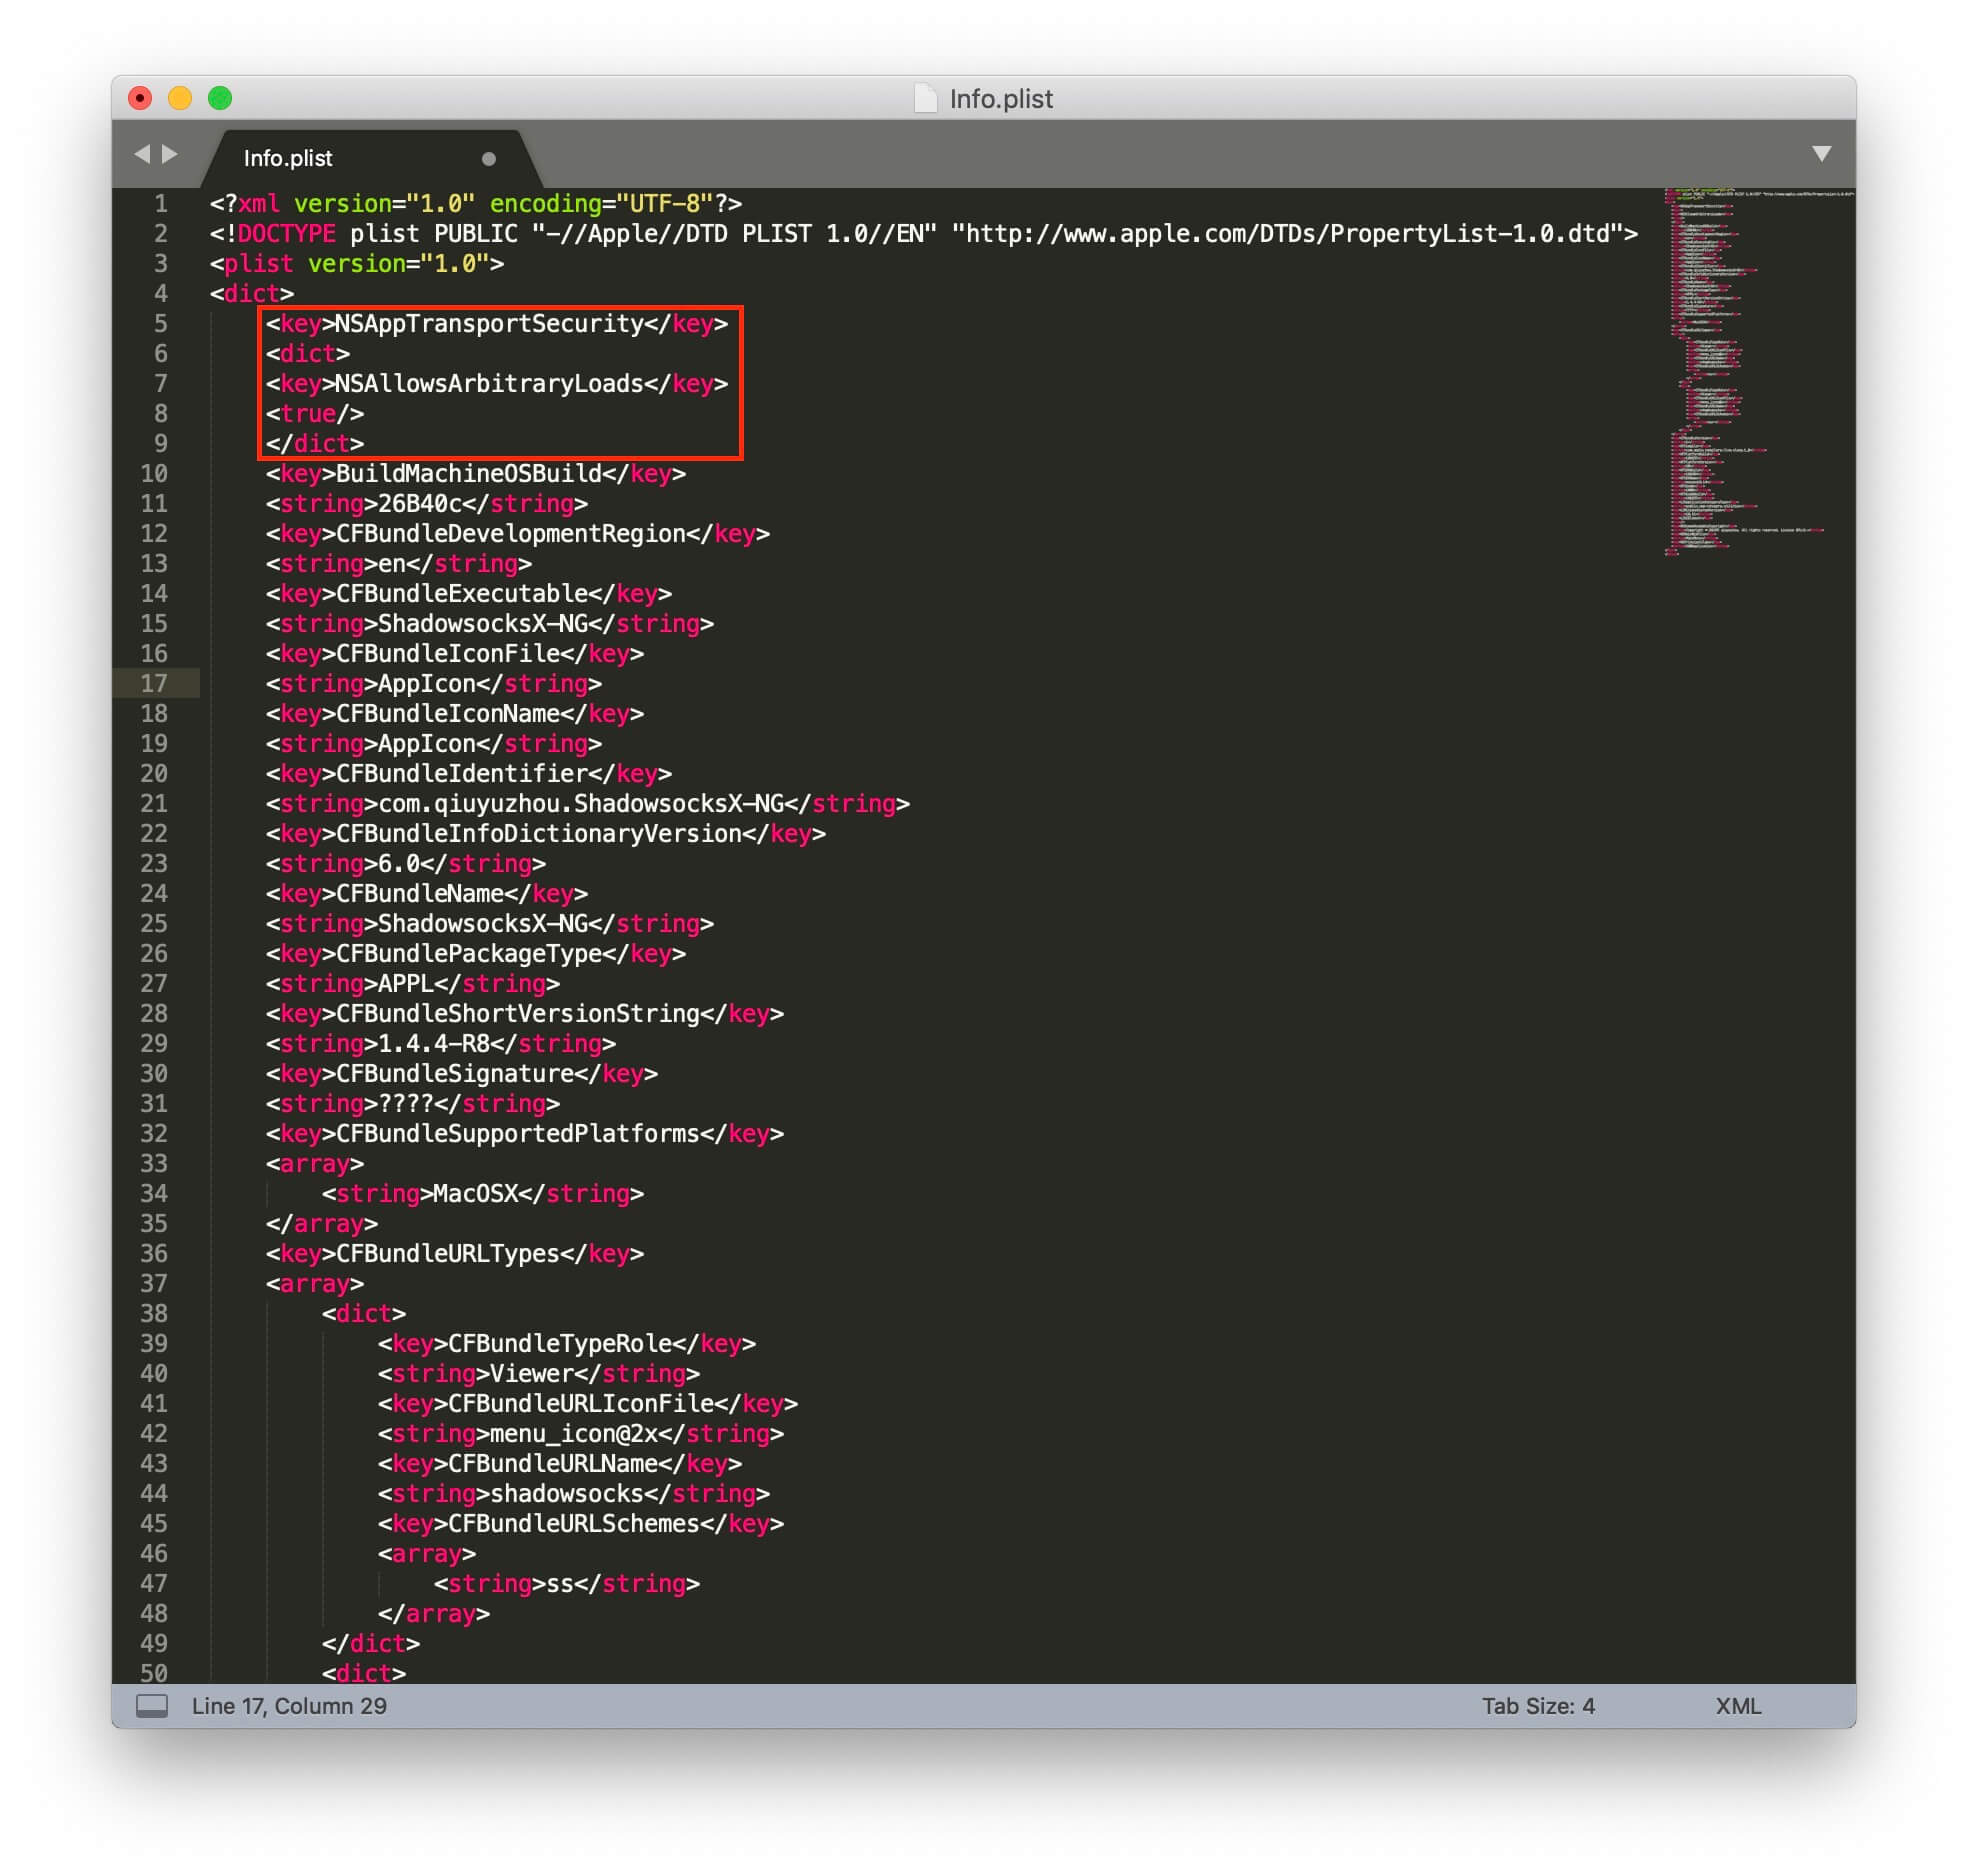 Info.plist
Info.plist
1 <?xml version="1.0" encoding="UTF-8"?>
2 <!DOCTYPE plist PUBLIC "-//Apple//DTD PLIST 1.0//EN" "http://www.apple.com/DTDs/PropertyList-1.0.dtd">
3 <plist version="1.0">
4 <dict>
5 <key>NSAppTransportSecurity</key>
6 <dict>
7 <key>NSAllowsArbitraryLoads</key>
8 <true/>
9 </dict>
10 <key>BuildMachineOSBuild</key>
11 <string>26B40c</string>
12 <key>CFBundleDevelopmentRegion</key>
13 <string>en</string>
14 <key>CFBundleExecutable</key>
15 <string>ShadowsocksX-NG</string>
16 <key>CFBundleIconFile</key>
17 <string>AppIcon</string>
18 <key>CFBundleIconName</key>
19 <string>AppIcon</string>
20 <key>CFBundleIdentifier</key>
21 <string>com.qiuyuzhou.ShadowsocksX-NG</string>
22 <key>CFBundleInfoDictionaryVersion</key>
23 <string>6.0</string>
24 <key>CFBundleName</key>
25 <string>ShadowsocksX-NG</string>
26 <key>CFBundlePackageType</key>
27 <string>APPL</string>
28 <key>CFBundleShortVersionString</key>
29 <string>1.4.4-R8</string>
30 <key>CFBundleSignature</key>
31 <string>????</string>
32 <key>CFBundleSupportedPlatforms</key>
33 <array>
34 <string>MacOSX</string>
35 </array>
36 <key>CFBundleURLTypes</key>
37 <array>
38 <dict>
39 <key>CFBundleTypeRole</key>
40 <string>Viewer</string>
41 <key>CFBundleURLIconFile</key>
42 <string>menu_icon@2x</string>
43 <key>CFBundleURLName</key>
44 <string>shadowsocks</string>
45 <key>CFBundleURLSchemes</key>
46 <array>
47 <string>ss</string>
48 </array>
49 </dict>
50 <dict>
Line 17, Column 29 Tab Size: 4 XML